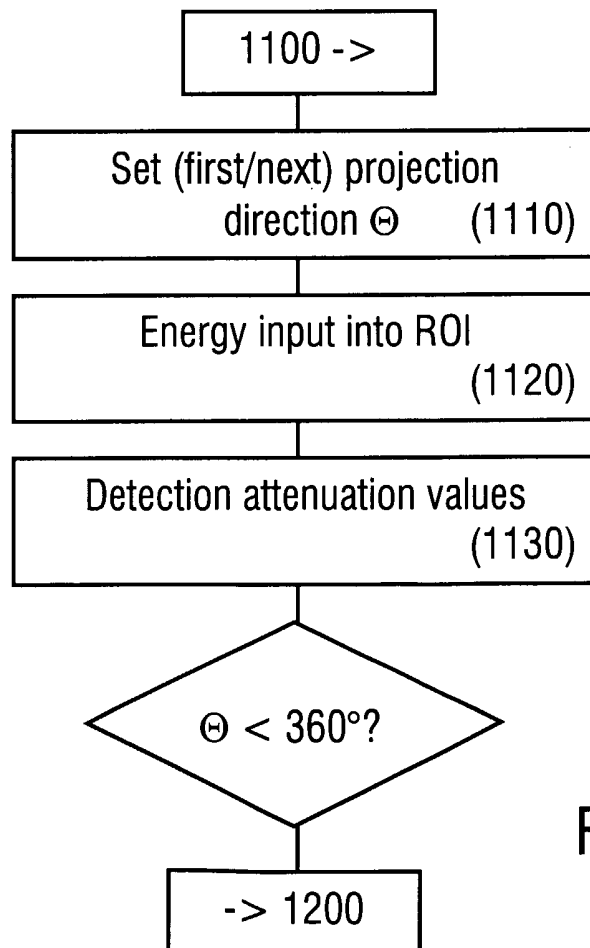 1100 ->
Set (first/next) projection
direction Θ (1110)
Energy input into ROI
(1120)
Detection attenuation values
(1130)
Θ < 360°?
-> 1200